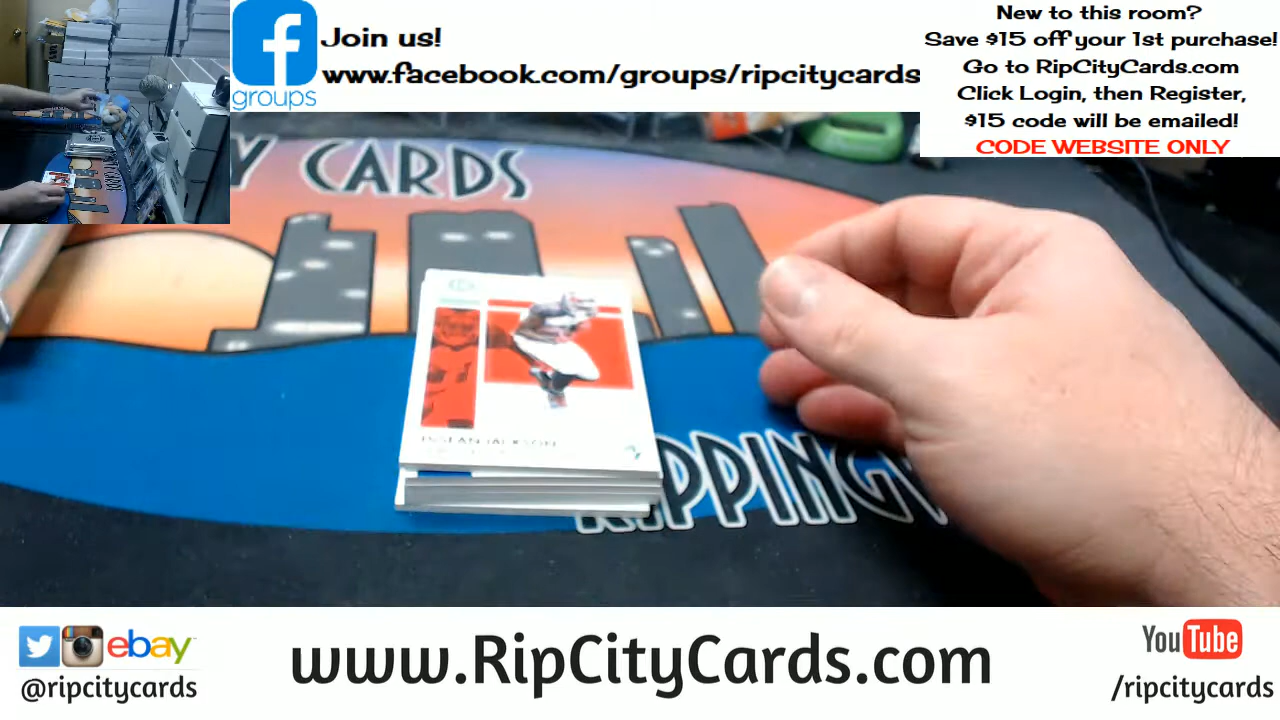 f
groups
Join us!
www.facebook.com/groups/ripcitycards
New to this room?
Save $15 off your 1st purchase!
Go to RipCityCards.com
Click Login, then Register,
$15 code will be emailed!
CODE WEBSITE ONLY
Y CARDS
JACKSON
RIPPING
ebay
@ripcitycards
www.RipCityCards.com
YouTube
/ripcitycards